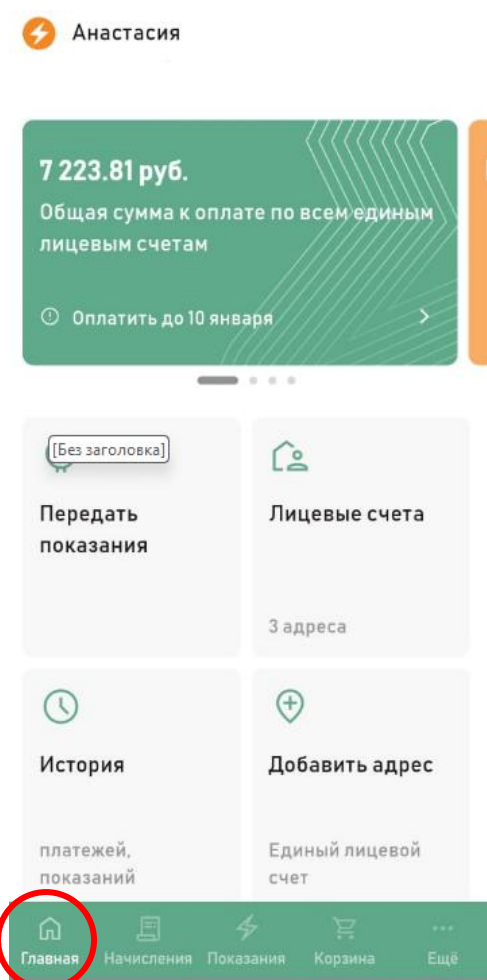 Анастасия
7 223.81 руб.
Общая сумма к оплате по всем единым
лицевым счетам
Оплатить до 10 января
[Без заголовка]
Передать
показания
Лицевые счета
3 адреса
История
платежей,
показаний
Добавить адрес
Единый лицевой
счет
Главная Начисления Показания Корзина Ещё